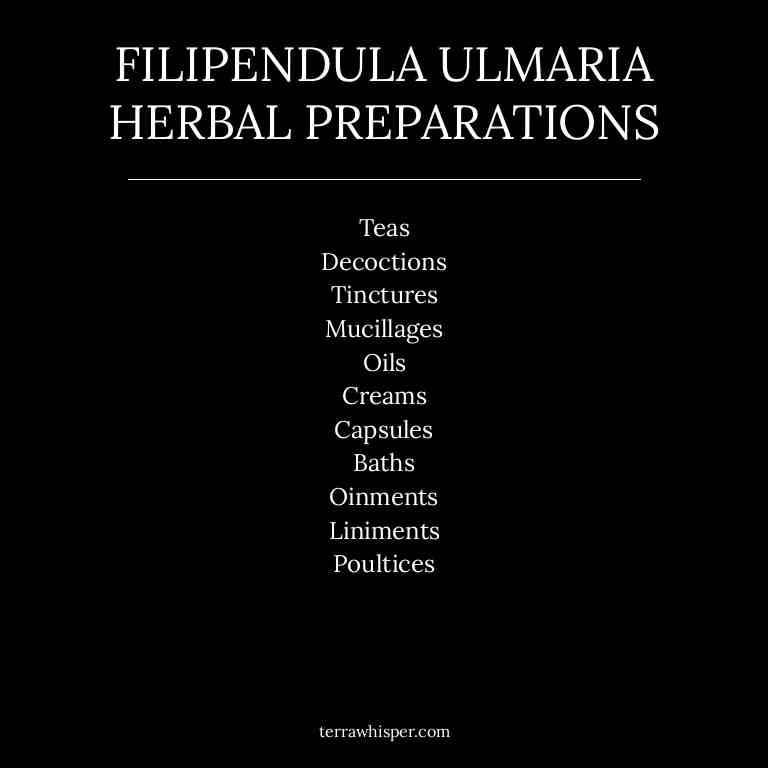 FILIPENDULA ULMARIA
HERBAL PREPARATIONS
Teas
Decoctions
Tinctures
Mucillages
Oils
Creams
Capsules
Baths
Oinments
Liniments
Poultices
terrawhisper.com